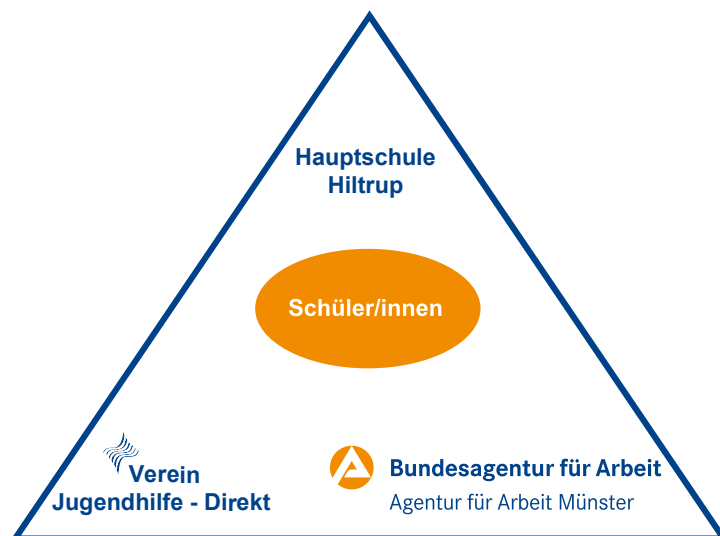 Hauptschule
Hiltrup
Schüler/innen
Verein
Jugendhilfe - Direkt
Bundesagentur für Arbeit
Agentur für Arbeit Münster